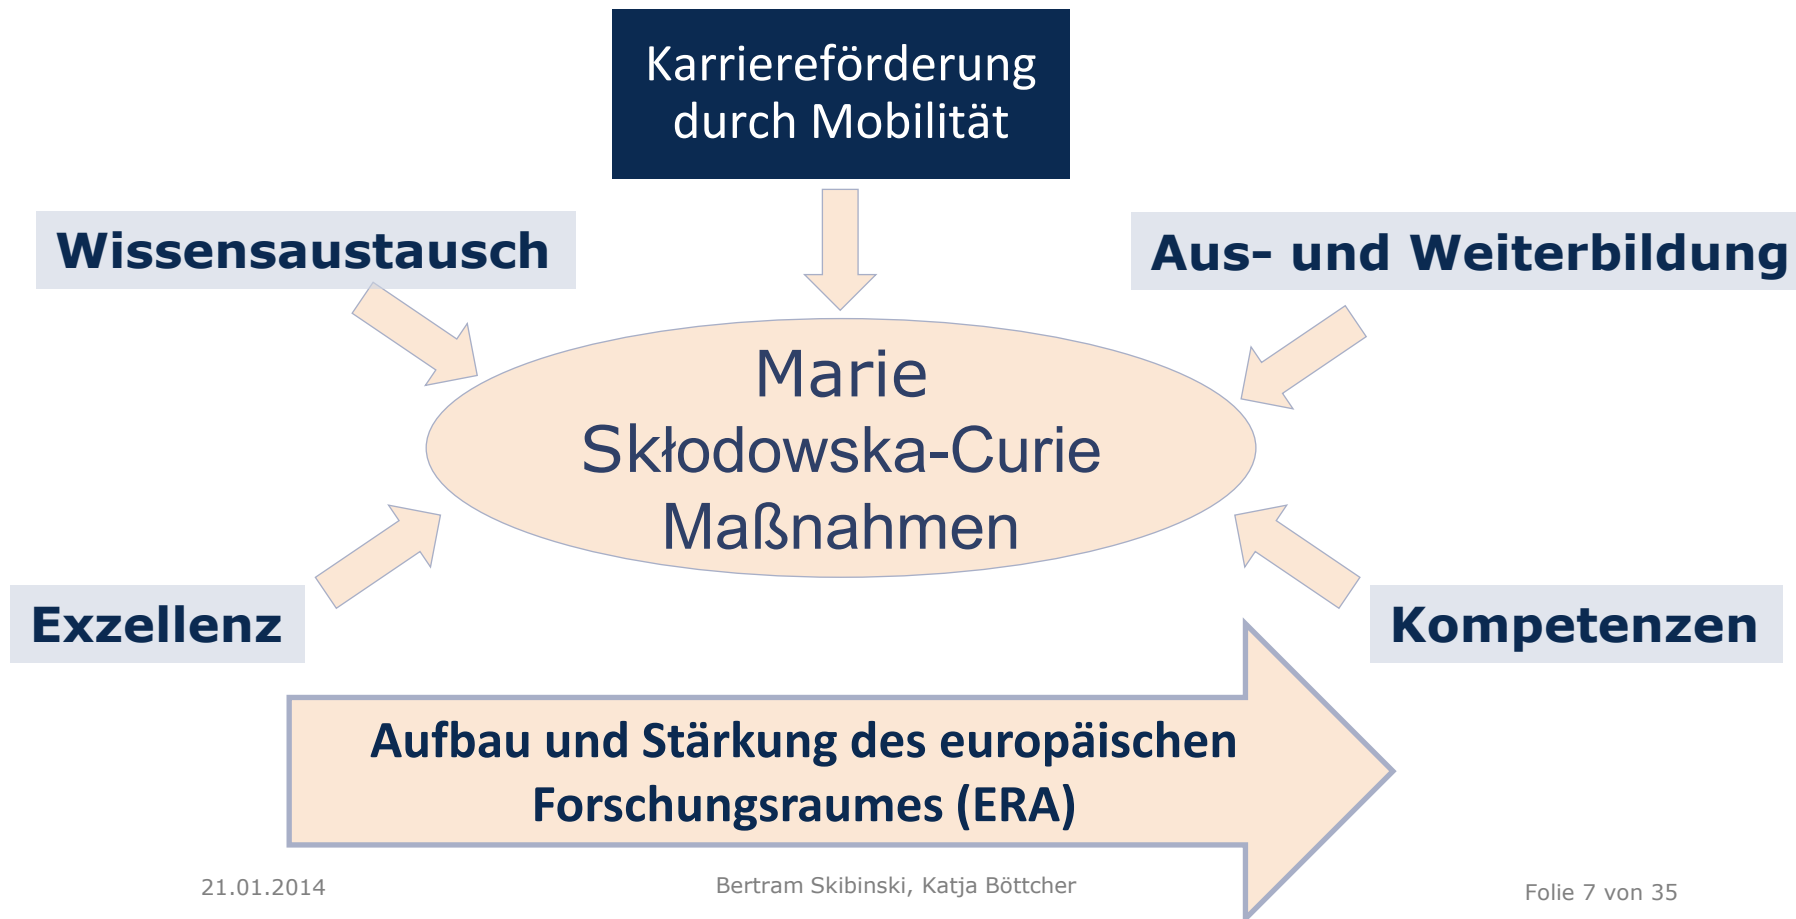 Karriereförderung
durch Mobilität
Wissensaustausch
Aus- und Weiterbildung
Marie
Skłodowska-Curie
Maßnahmen
Exzellenz
Kompetenzen
Aufbau und Stärkung des europäischen
Forschungsraumes (ERA)
21.01.2014
Bertram Skibinski, Katja Böttcher
Folie 7 von 35